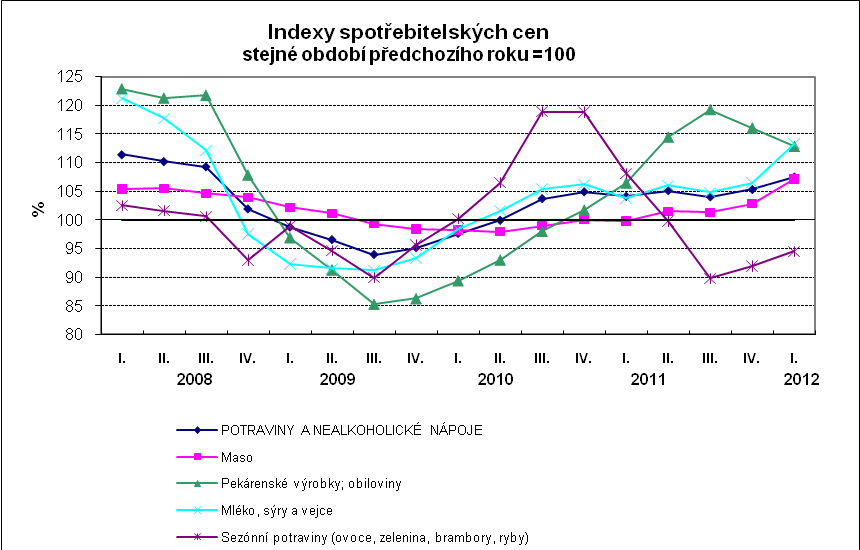 Indexy spotřebitelských cen
stejné období předchozího roku =100
%
125
120
115
110
105
100
95
90
85
80
I. II. III. IV. I. II. III. IV. I. II. III. IV. I. II. III. IV. I.
2008 2009 2010 2011 2012
POTRAVINY A NEALKOHOLICKÉ NÁPOJE
Maso
Pekárenské výrobky; obiloviny
Mléko, sýry a vejce
Sezónní potraviny (ovoce, zelenina, brambory, ryby)